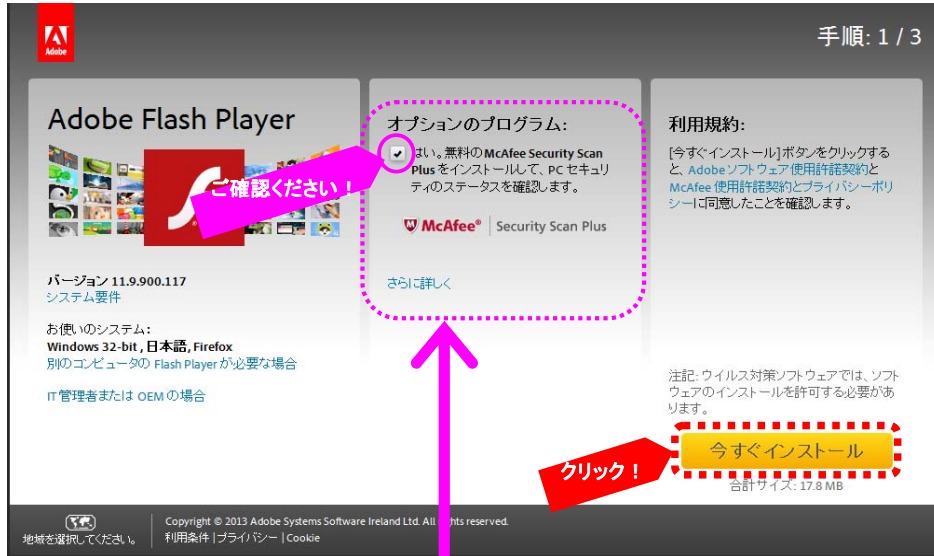 Adobe
手順: 1 / 3
Adobe Flash Player
ご確認ください！
バージョン 11.9.900.117
システム要件
お使いのシステム:
Windows 32-bit , 日本語, Firefox
別のコンピュータの Flash Player が必要な場合
IT 管理者または OEM の場合
オプションのプログラム:
はい。無料の McAfee Security Scan
Plus をインストールして、PC セキュリ
ティのステータスを確認します。
McAfee® Security Scan Plus
さらに詳しく
利用規約:
[今すぐインストール]ボタンをクリックする
と、Adobe ソフトウェア使用許諾契約と
McAfee 使用許諾契約とプライバシーポリ
シーに同意したことを確認します。
注記: ウイルス対策ソフトウェアでは、ソフト
ウェアのインストールを許可する必要があ
ります。
クリック！
今すぐインストール
合計サイズ: 17.8 MB
地域を選択してください。
Copyright © 2013 Adobe Systems Software Ireland Ltd. All rights reserved.
利用条件 | プライバシー | Cookie